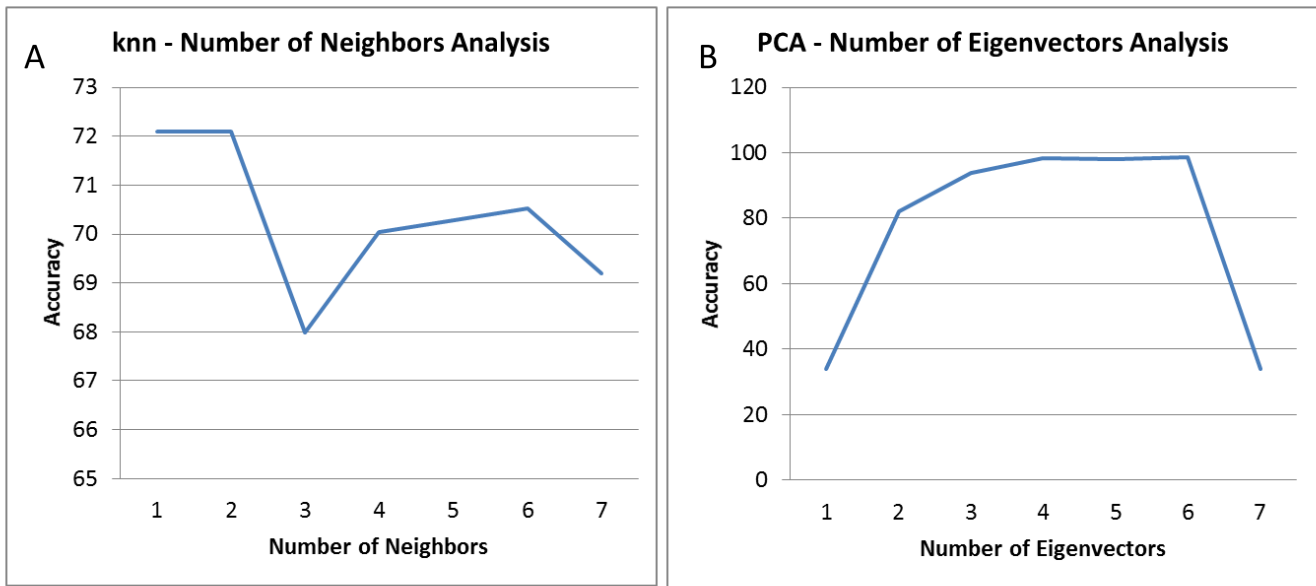 A
knn - Number of Neighbors Analysis
73
72
71
70
69
68
67
66
65
Accuracy
1 2 3 4 5 6 7
Number of Neighbors
B
PCA - Number of Eigenvectors Analysis
120
100
80
60
40
20
0
Accuracy
1 2 3 4 5 6 7
Number of Eigenvectors